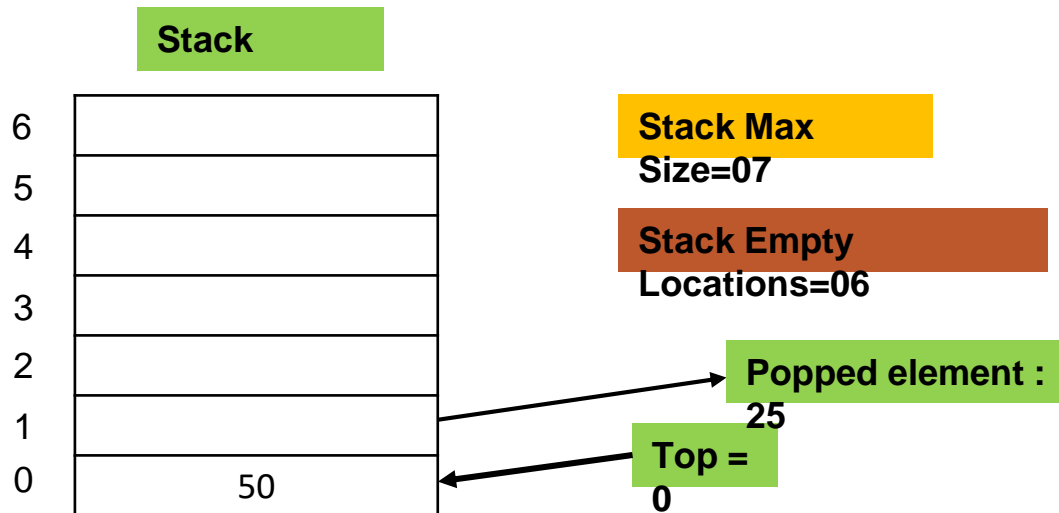 Stack
6
5
4
3
2
1
0
50
Stack Max
Size=07
Stack Empty
Locations=06
Popped element :
25
Top =
0